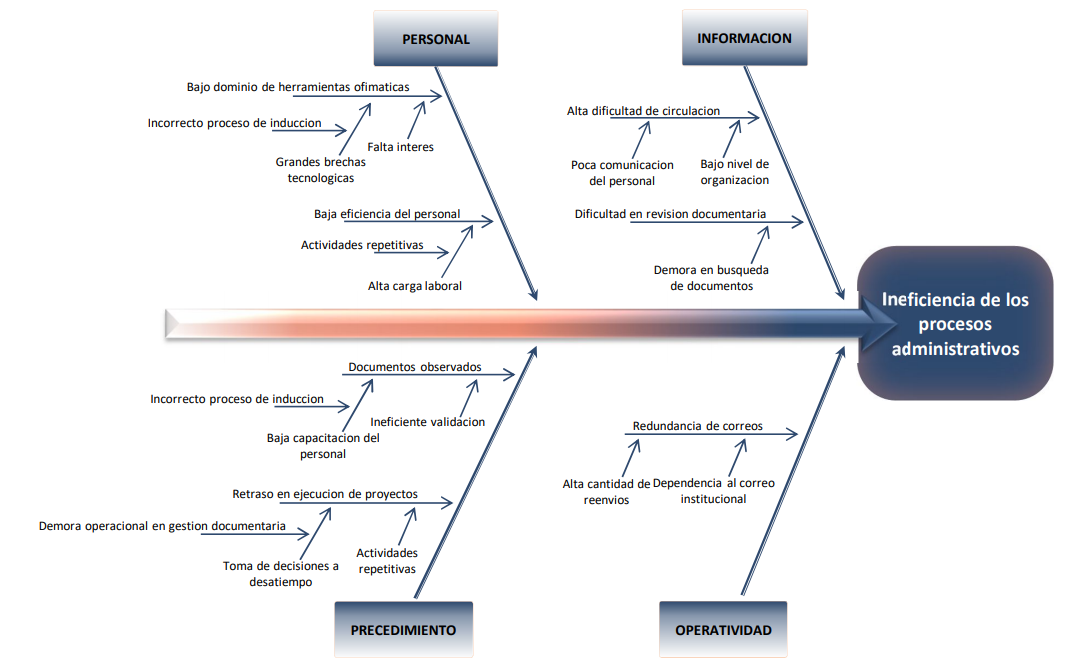 PERSONAL
INFORMACION
Bajo dominio de herramientas ofimaticas
Incorrecto proceso de induccion
Falta interes
Grandes brechas
tecnologicas
Alta dificultad de circulacion
Poca comunicacion
del personal
Bajo nivel de
organizacion
Baja eficiencia del personal
Actividades repetitivas
Alta carga laboral
Dificultad en revision documentaria
Demora en busqueda
de documentos
Ineficiencia de los
procesos
administrativos
Documentos observados
Incorrecto proceso de induccion
Ineficiente validacion
Baja capacitacion del
personal
Redundancia de correos
Alta cantidad de
reenvios
Dependencia al correo
institucional
Retraso en ejecucion de proyectos
Demora operacional en gestion documentaria
Toma de decisiones a
desatiempo
Actividades
repetitivas
PRECEDIMIENTO
OPERATIVIDAD